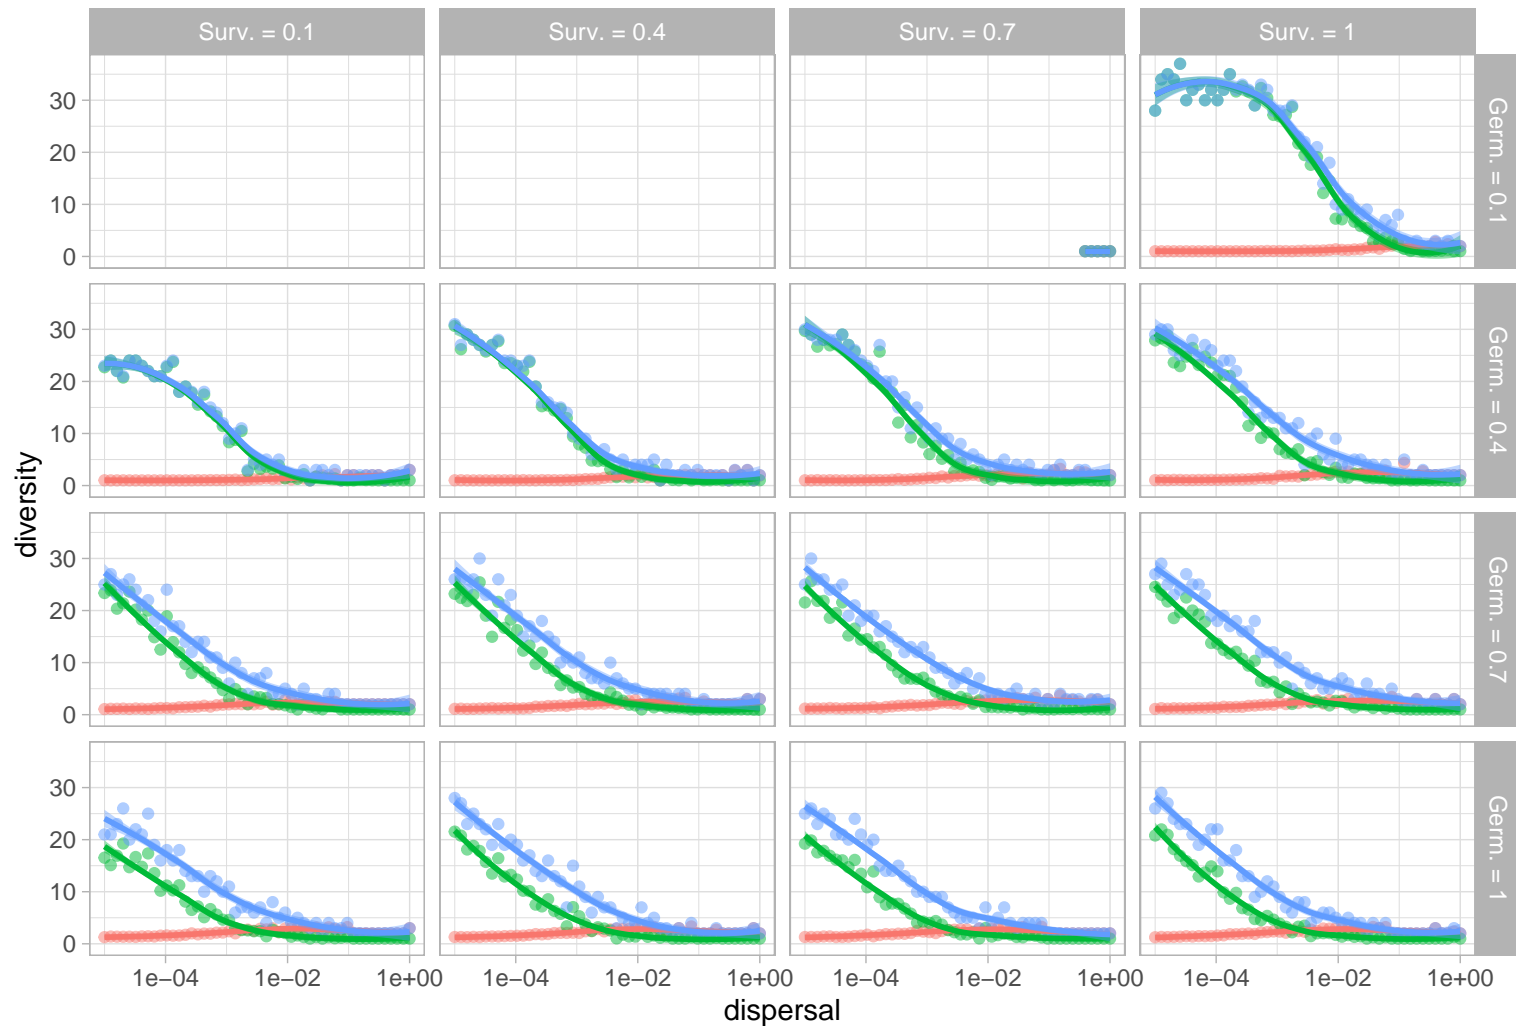 Surv. = 0.1
Surv. = 0.4
Surv. = 0.7
Surv. = 1
Germ. = 0.1
Germ. = 0.4
Germ. = 0.7
Germ. = 1
diversity
30
20
10
0
30
20
10
0
30
20
10
0
30
20
10
0
1e−04
1e−02
1e+00
1e−04
1e−02
1e+00
1e−04
1e−02
1e+00
1e−04
1e−02
1e+00
dispersal